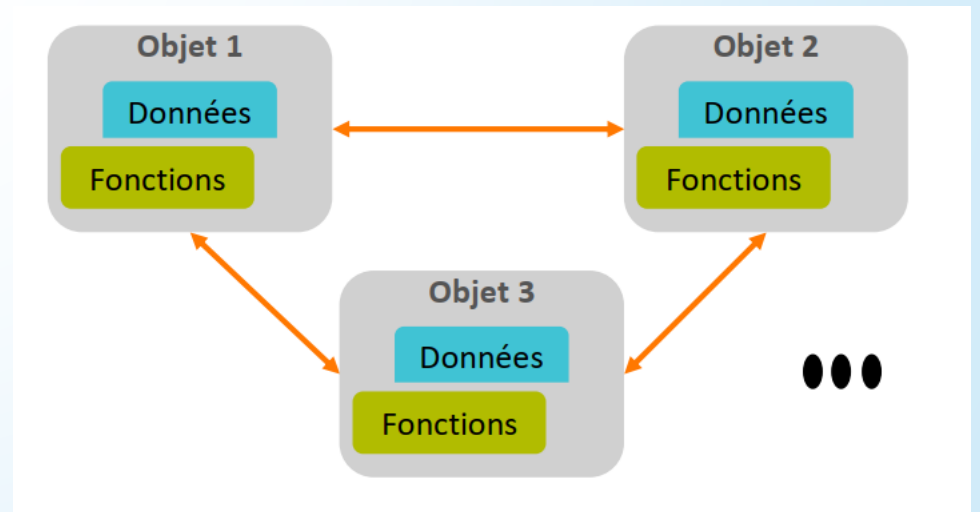 Objet 1
Données
Fonctions
Objet 2
Données
Fonctions
Objet 3
Données
Fonctions